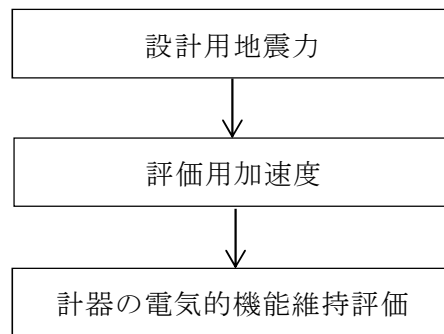 設計用地震力
評価用加速度
計器の電気的機能維持評価